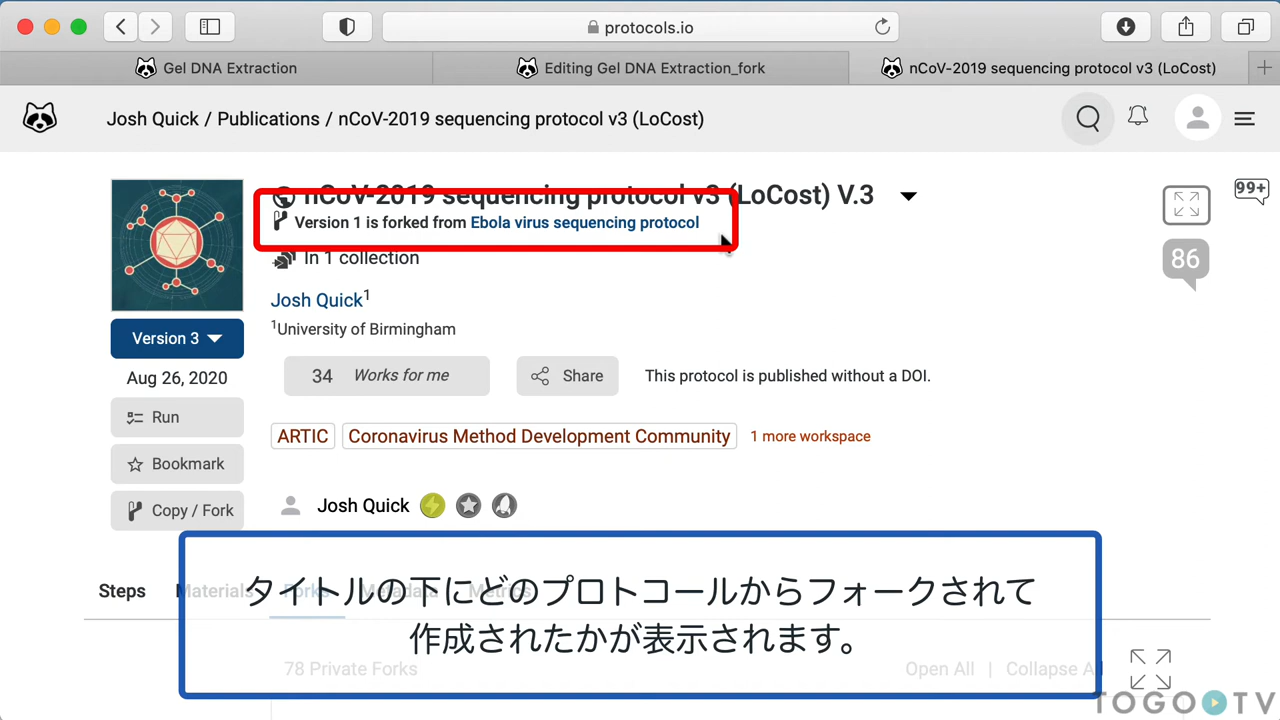 protocols.io
Gel DNA Extraction
Editing Gel DNA Extraction_fork
nCoV-2019 sequencing protocol v3 (LoCost)
Josh Quick / Publications / nCoV-2019 sequencing protocol v3 (LoCost)
nCoV-2019 sequencing protocol v3 (LoCost) V.3
99+
Version 1 is forked from Ebola virus sequencing protocol
In 1 collection
86
Josh Quick1
1University of Birmingham
Version 3
34 Works for me
Share
This protocol is published without a DOI.
Aug 26, 2020
Run
ARTIC
Coronavirus Method Development Community
1 more workspace
Bookmark
Josh Quick
Copy / Fork
Steps
Materials
Forks
Metadata
Metrics
タイトルの下にどのプロトコールからフォークされて
作成されたかが表示されます。
78 Private Forks
Open All | Collapse All
TOGO TV